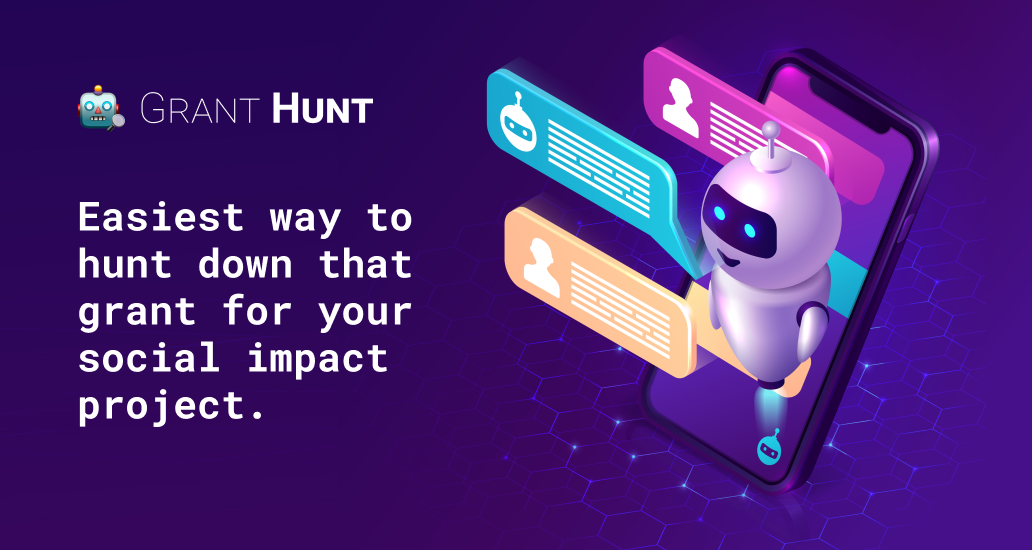 GRANT HUNT
Easiest way to
hunt down that
grant for your
social impact
project.